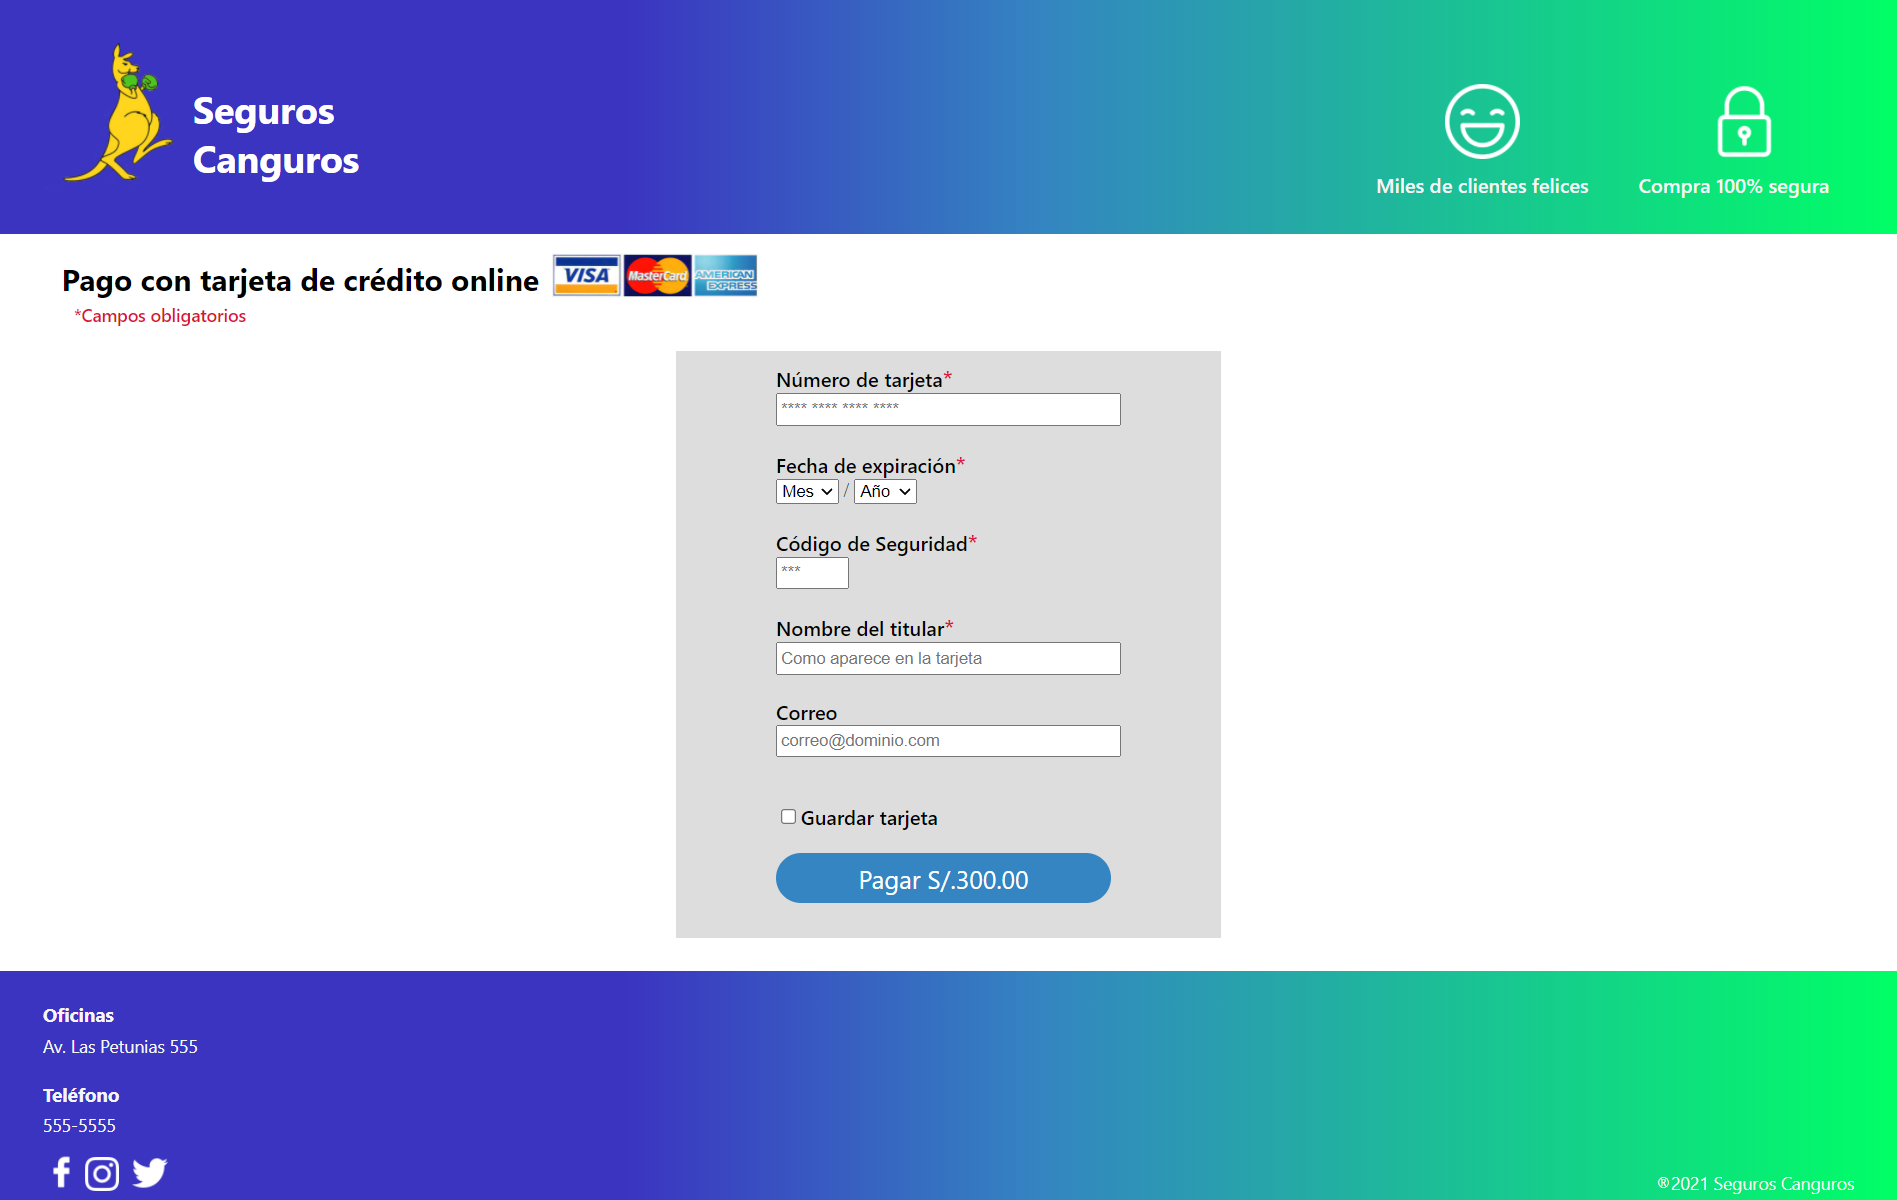 Seguros
Canguros
Miles de clientes felices
Compra 100% segura
Pago con tarjeta de crédito online
VISA
MasterCard
AMERICAN
EXPRESS
*Campos obligatorios
Número de tarjeta*
**** **** **** ****
Fecha de expiración*
Mes / Año
Código de Seguridad*
***
Nombre del titular*
Como aparece en la tarjeta
Correo
correo@dominio.com
Guardar tarjeta
Pagar S/.300.00
Oficinas
Av. Las Petunias 555
Teléfono
555-5555
®2021 Seguros Canguros